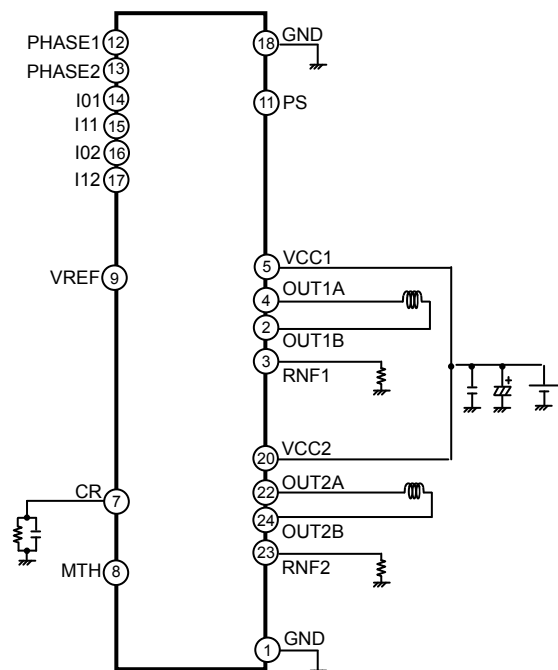 PHASE1 12
PHASE2 13
I01 14
I11 15
I02 16
I12 17
VREF 9
CR 7
MTH 8
18 GND
11 PS
5 VCC1
4 OUT1A
2 OUT1B
3 RNF1
+
20 VCC2
22 OUT2A
24 OUT2B
23 RNF2
1 GND